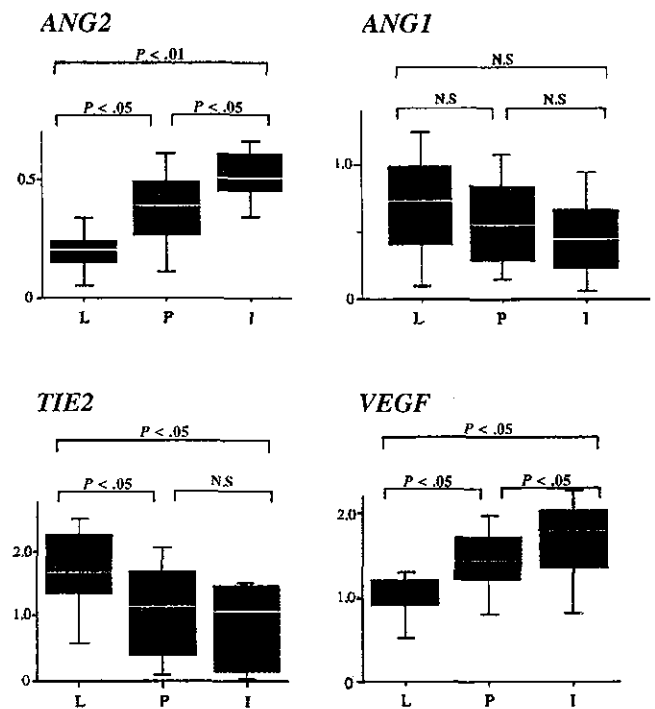 ANG2
P < .01
P < .05 P < .05
0.5
0
L P I
ANG1
N.S
N.S N.S
1.0
0
L P I
TIE2
P < .05
P < .05 N.S
2.0
1.0
0
L P I
VEGF
P < .05
P < .05 P < .05
2.0
1.0
0
L P I